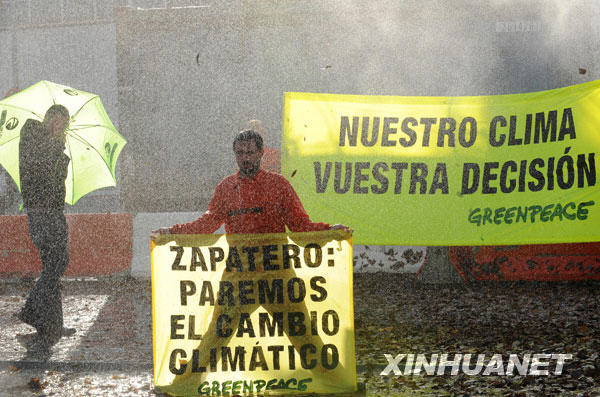 NUESTRO CLIMA
VUESTRA DECISIÓN
GREENPEACE
ZAPATERO:
PAREMOS
EL CAMBIO
CLIMÁTICO
GREENPEACE
XINHUANET